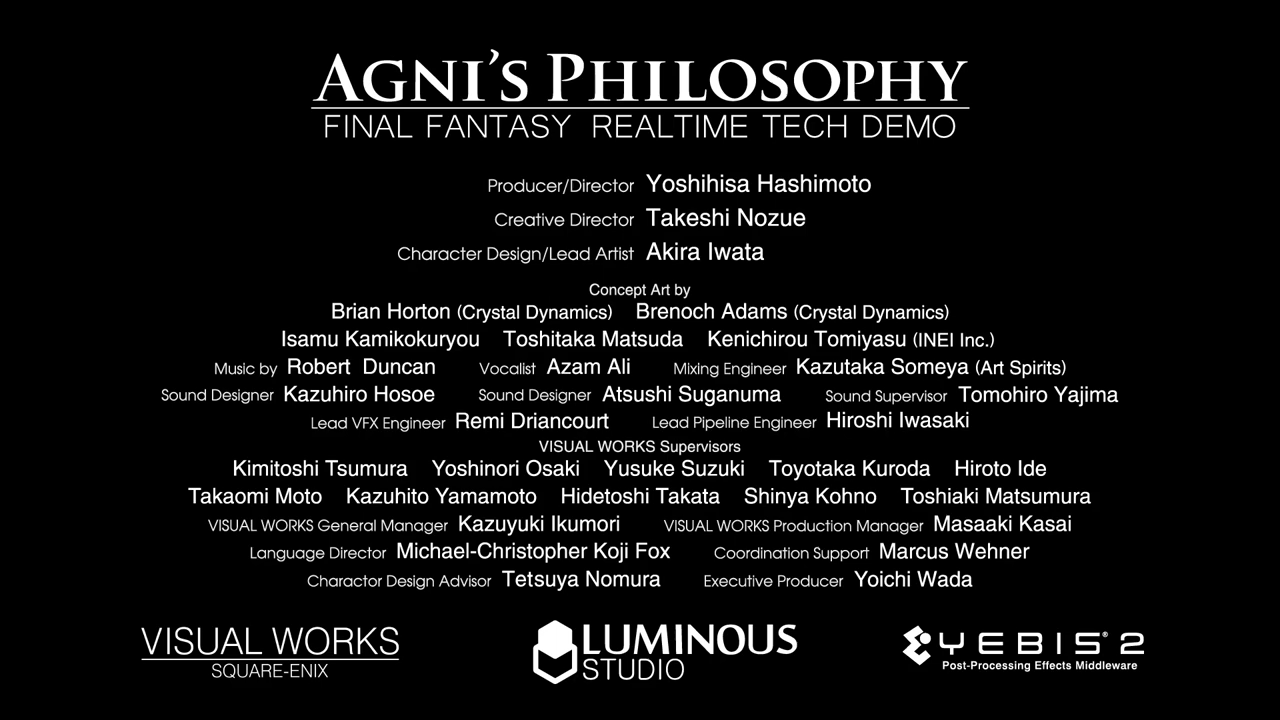 AGNI'S PHILOSOPHY
FINAL FANTASY REALTIME TECH DEMO
Producer/Director Yoshihisa Hashimoto
Creative Director Takeshi Nozue
Character Design/Lead Artist Akira Iwata
Concept Art by
Brian Horton (Crystal Dynamics) Brenoch Adams (Crystal Dynamics)
Isamu Kamikokuryou Toshitaka Matsuda Kenichirou Tomiyasu (INEI Inc.)
Music by Robert Duncan Vocalist Azam Ali Mixing Engineer Kazutaka Someya (Art Spirits)
Sound Designer Kazuhiro Hosoe Sound Designer Atsushi Suganuma Sound Supervisor Tomohiro Yajima
Lead VFX Engineer Remi Driancourt Lead Pipeline Engineer Hiroshi Iwasaki
VISUAL WORKS Supervisors
Kimitoshi Tsumura Yoshinori Osaki Yusuke Suzuki Toyotaka Kuroda Hiroto Ide
Takaomi Moto Kazuhito Yamamoto Hidetoshi Takata Shinya Kohno Toshiaki Matsumura
VISUAL WORKS General Manager Kazuyuki Ikumori VISUAL WORKS Production Manager Masaaki Kasai
Language Director Michael-Christopher Koji Fox Coordination Support Marcus Wehner
Charactor Design Advisor Tetsuya Nomura Executive Producer Yoichi Wada
VISUAL WORKS
SQUARE-ENIX
LUMINOUS
STUDIO
YEBIS® 2
Post-Processing Effects Middleware